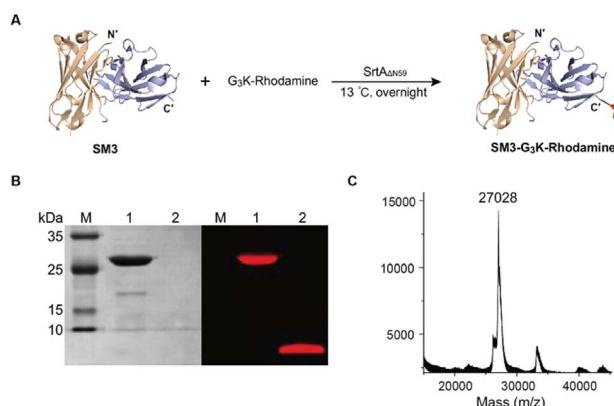 A
N′
C′
SM3
+
G₃K-Rhodamine
SrtAΔN59
13 °C, overnight
N′
C′
SM3-G₃K-Rhodamine
B
kDa M 1 2 M 1 2
35
25
15
10
C
27028
15000
10000
5000
20000 30000 40000
Mass (m/z)